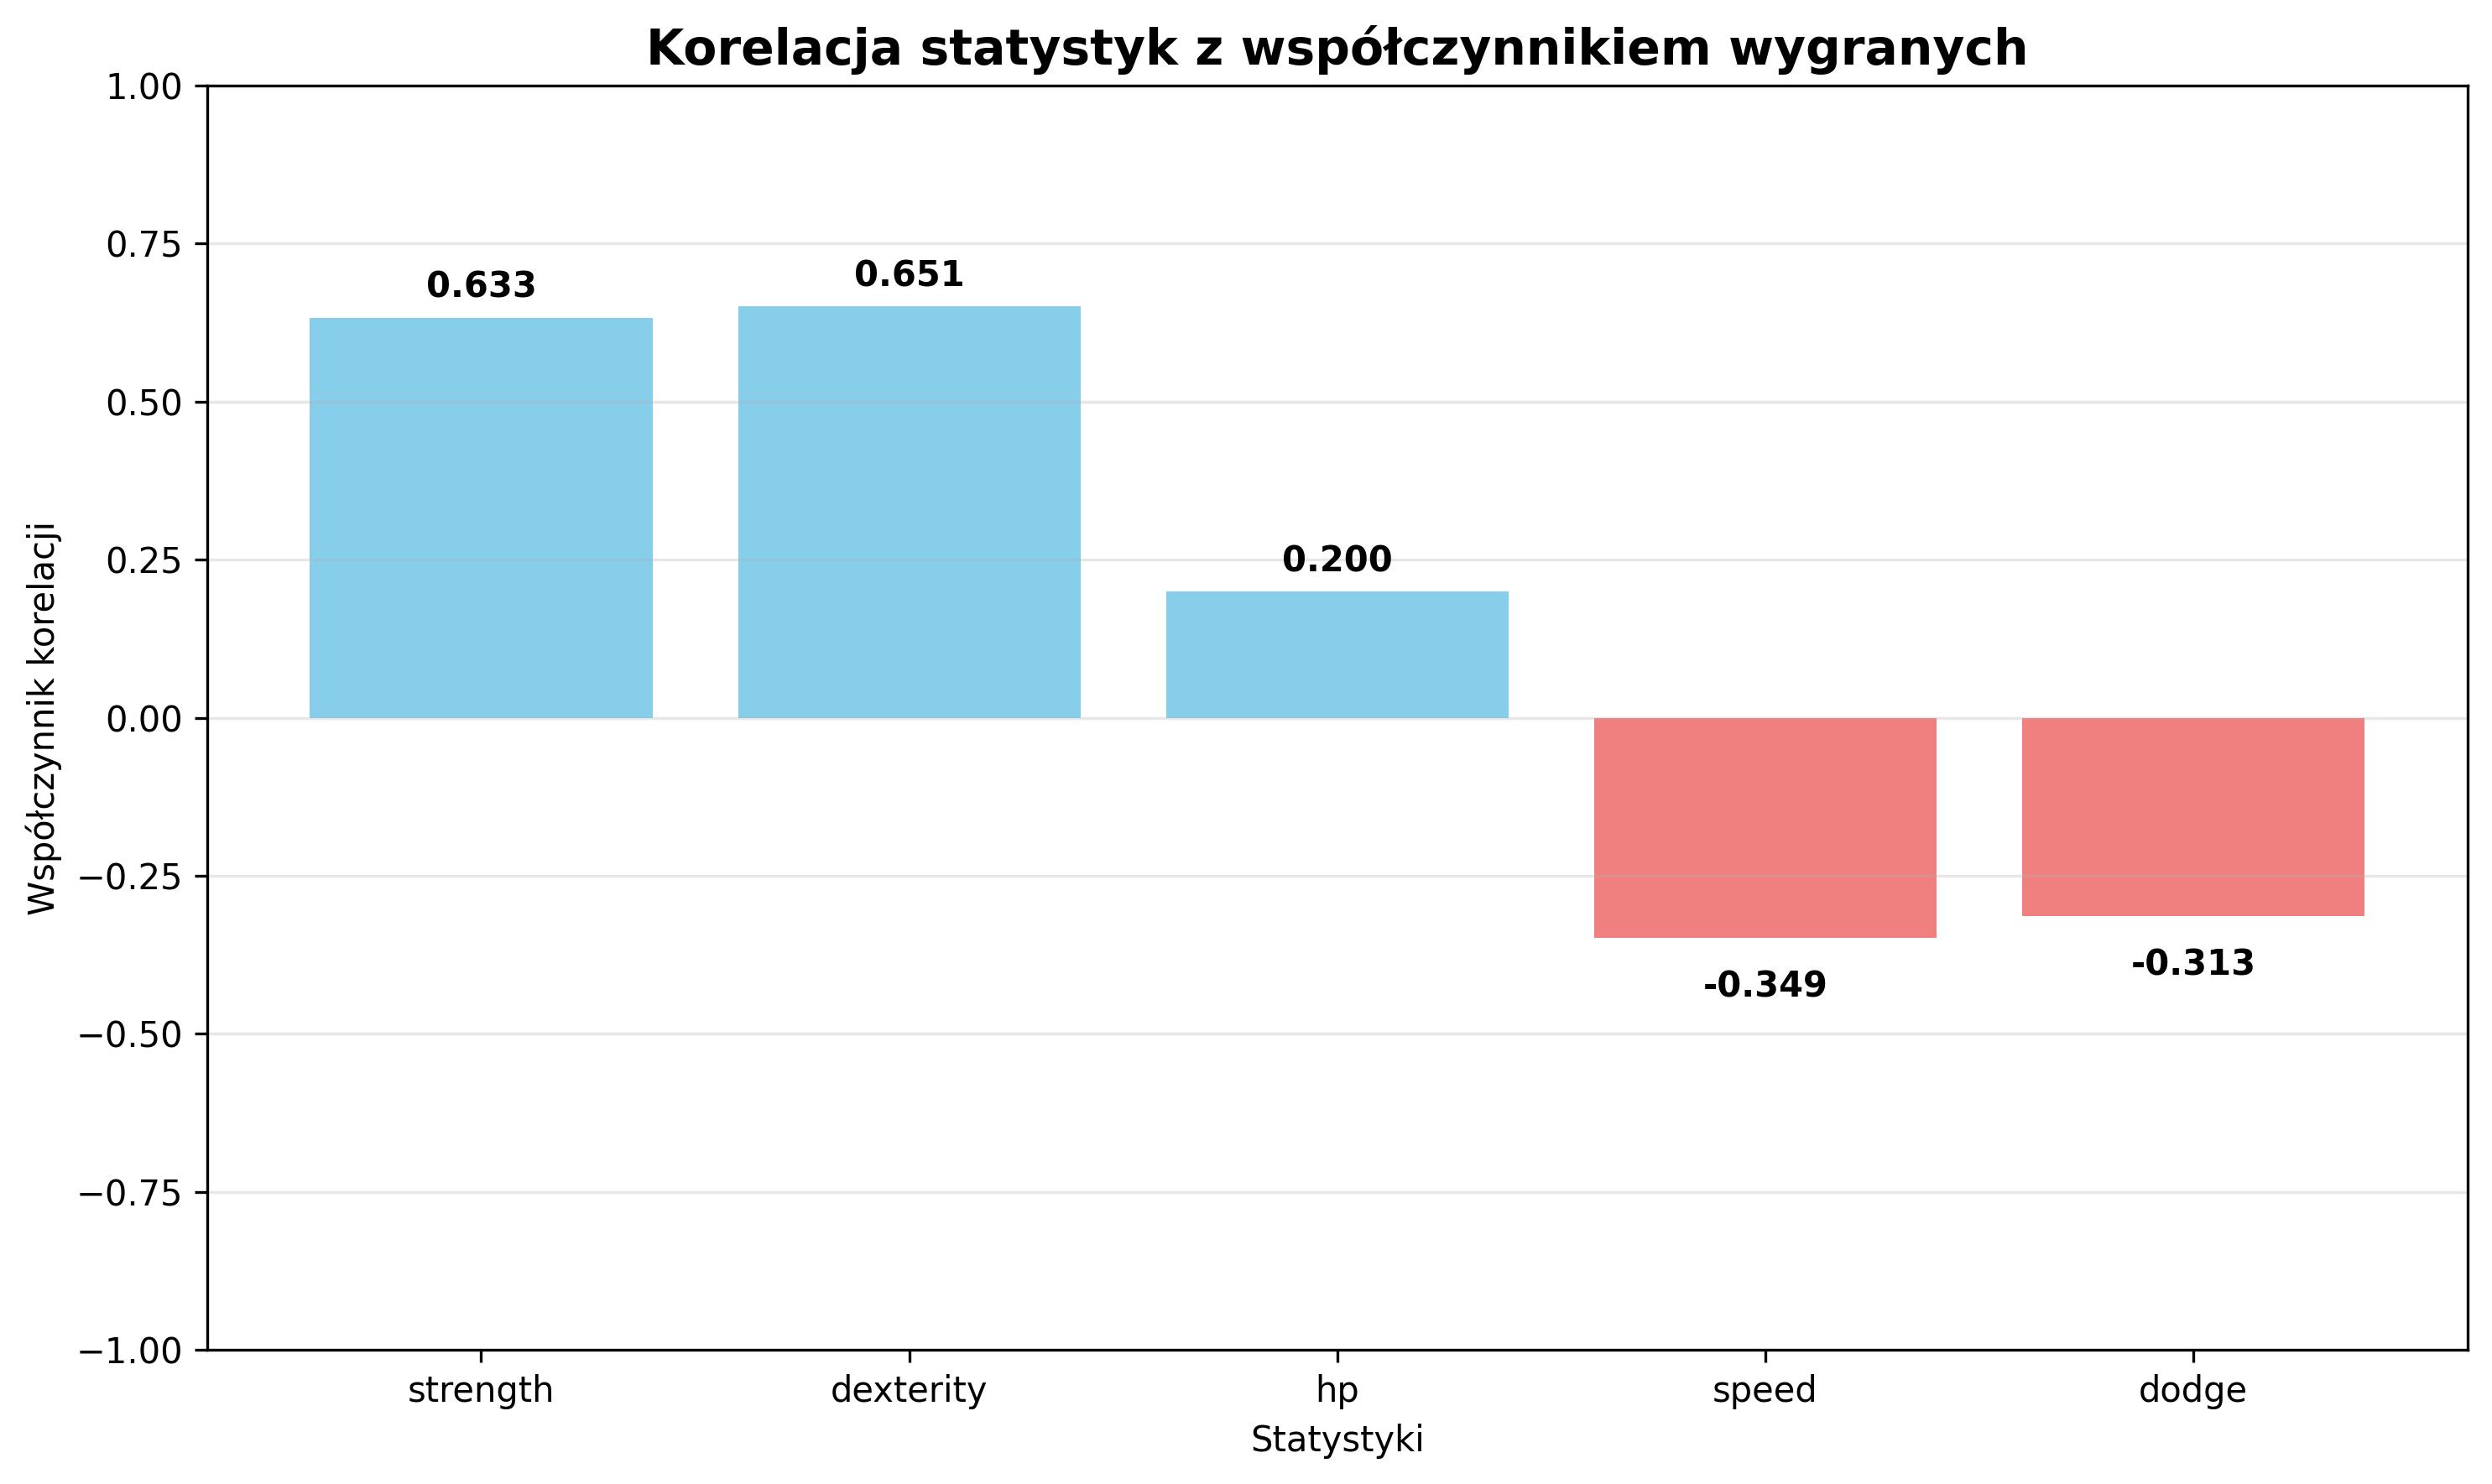 Korelacja statystyk z współczynnikiem wygranych
1.00
0.75
0.50
0.25
0.00
−0.25
−0.50
−0.75
−1.00
Współczynnik korelacji
0.633
0.651
0.200
-0.349
-0.313
strength
dexterity
hp
speed
dodge
Statystyki